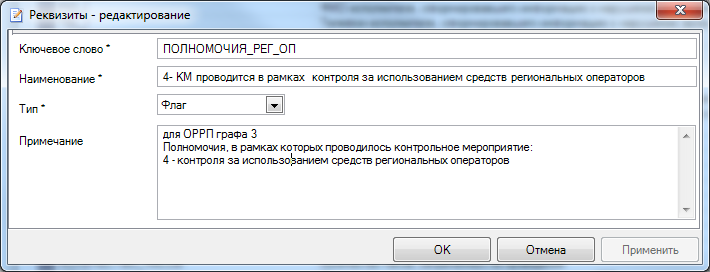 Реквизиты - редактирование
Ключевое слово * ПОЛНОМОЧИЯ_РЕГ_ОП
Наименование * 4- КМ проводится в рамках контроля за использованием средств региональных операторов
Тип * Флаг
Примечание
для ОРРП графа 3
Полномочия, в рамках которых проводилось контрольное мероприятие:
4 - контроля за использованием средств региональных операторов
OK Отмена Применить